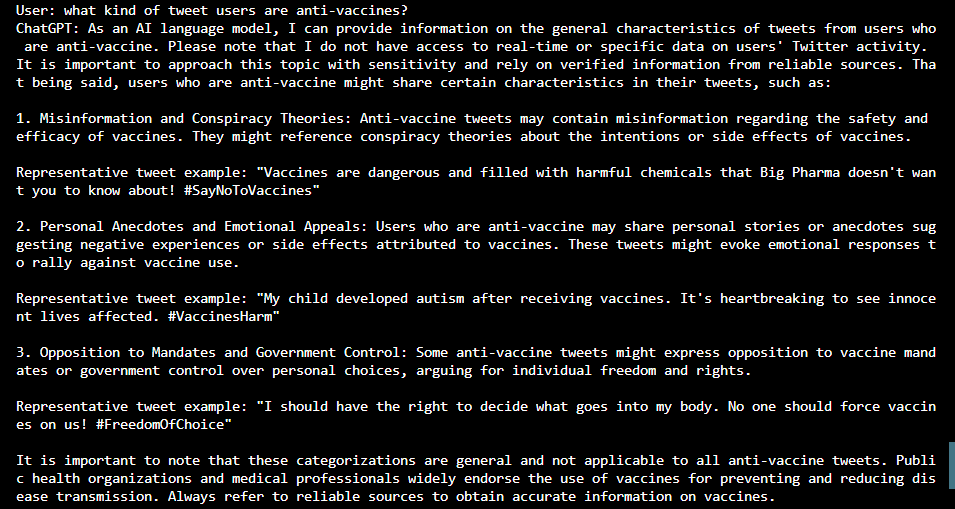 User: what kind of tweet users are anti-vaccines?
ChatGPT: As an AI language model, I can provide information on the general characteristics of tweets from users who
 are anti-vaccine. Please note that I do not have access to real-time or specific data on users' Twitter activity.
It is important to approach this topic with sensitivity and rely on verified information from reliable sources. Tha
t being said, users who are anti-vaccine might share certain characteristics in their tweets, such as:

1. Misinformation and Conspiracy Theories: Anti-vaccine tweets may contain misinformation regarding the safety and
efficacy of vaccines. They might reference conspiracy theories about the intentions or side effects of vaccines.

Representative tweet example: "Vaccines are dangerous and filled with harmful chemicals that Big Pharma doesn't wan
t you to know about! #SayNoToVaccines"

2. Personal Anecdotes and Emotional Appeals: Users who are anti-vaccine may share personal stories or anecdotes sug
gesting negative experiences or side effects attributed to vaccines. These tweets might evoke emotional responses t
o rally against vaccine use.

Representative tweet example: "My child developed autism after receiving vaccines. It's heartbreaking to see innoce
nt lives affected. #VaccinesHarm"

3. Opposition to Mandates and Government Control: Some anti-vaccine tweets might express opposition to vaccine mand
ates or government control over personal choices, arguing for individual freedom and rights.

Representative tweet example: "I should have the right to decide what goes into my body. No one should force vaccin
es on us! #FreedomOfChoice"

It is important to note that these categorizations are general and not applicable to all anti-vaccine tweets. Publi
c health organizations and medical professionals widely endorse the use of vaccines for preventing and reducing dis
ease transmission. Always refer to reliable sources to obtain accurate information on vaccines.